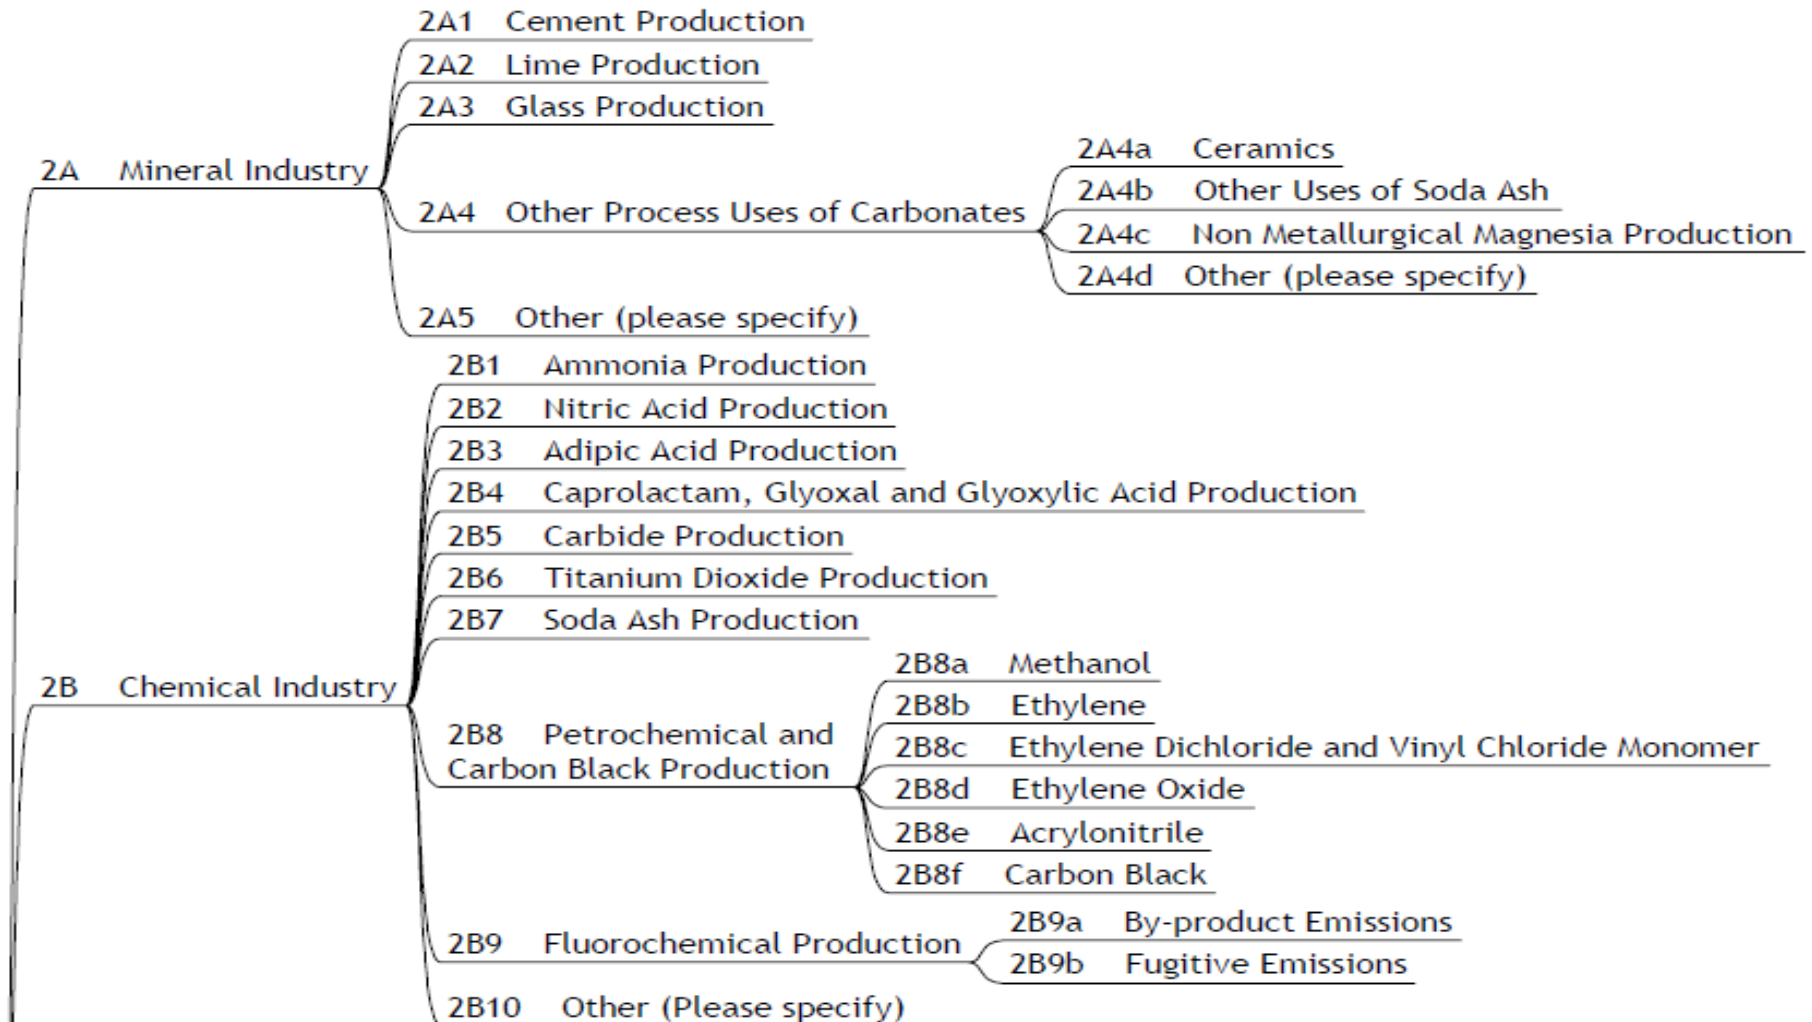 2A1 Cement Production
2A2 Lime Production
2A3 Glass Production
2A Mineral Industry
2A4 Other Process Uses of Carbonates
2A4a Ceramics
2A4b Other Uses of Soda Ash
2A4c Non Metallurgical Magnesia Production
2A4d Other (please specify)
2A5 Other (please specify)
2B1 Ammonia Production
2B2 Nitric Acid Production
2B3 Adipic Acid Production
2B4 Caprolactam, Glyoxal and Glyoxylic Acid Production
2B5 Carbide Production
2B6 Titanium Dioxide Production
2B7 Soda Ash Production
2B Chemical Industry
2B8 Petrochemical and
Carbon Black Production
2B8a Methanol
2B8b Ethylene
2B8c Ethylene Dichloride and Vinyl Chloride Monomer
2B8d Ethylene Oxide
2B8e Acrylonitrile
2B8f Carbon Black
2B9 Fluorochemical Production
2B9a By-product Emissions
2B9b Fugitive Emissions
2B10 Other (Please specify)